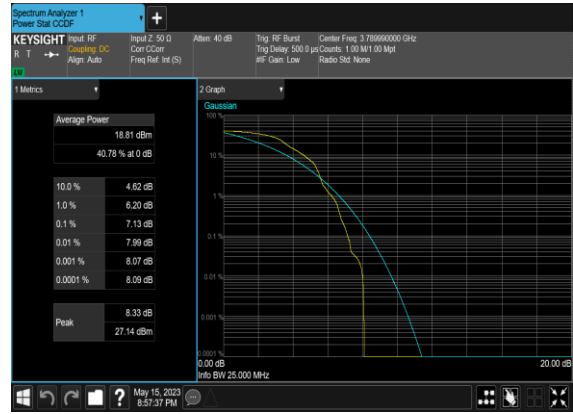 Spectrum Analyzer 1
Power Stat CCDF
KEYSIGHT
R T
LW
Input: RF
Coupling: DC
Align: Auto
Input Z: 50 Ω
Corr CCorr
Freq Ref: Int (S)
Atten: 40 dB
Trig: RF Burst
Trig Delay: 500.0 µs
#IF Gain: Low
Center Freq: 3.789990000 GHz
Counts: 1.00 M/1.00 Mpt
Radio Std: None
1 Metrics
Average Power
18.81 dBm
40.78 % at 0 dB
10.0 % 4.62 dB
1.0 % 6.20 dB
0.1 % 7.13 dB
0.01 % 7.99 dB
0.001 % 8.07 dB
0.0001 % 8.09 dB
Peak
8.33 dB
27.14 dBm
2 Graph
Gaussian
100 %
10 %
1 %
0.1 %
0.01 %
0.001 %
0.0001 %
0.00 dB
20.00 dB
Info BW 25.000 MHz
?
May 15, 2023
8:57:37 PM